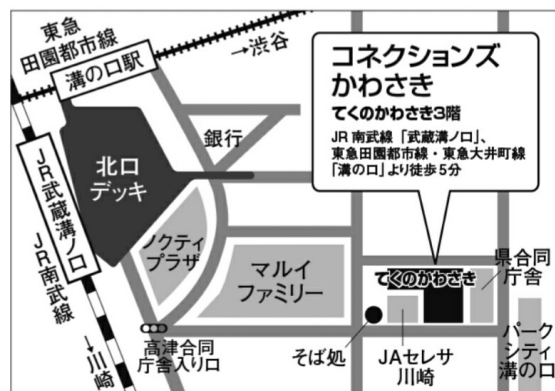 東急
田園都市線
→渋谷
溝の口駅
コネクションズ
かわさき
てくのかわさき3階
JR南武線「武蔵溝ノ口」、
東急田園都市線・東急大井町線
「溝の口」より徒歩5分
銀行
北口
デッキ
JR武蔵溝ノ口
JR南武線
→川崎
ノクティ
プラザ
マルイ
ファミリー
県合同
庁舎
てくのかわさき
高津合同
庁舎入り口
そば処
JAセレサ
川崎
パーク
シティ
溝の口